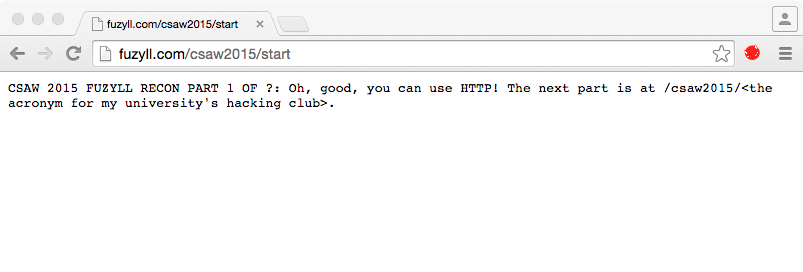 fuzyll.com/csaw2015/start
fuzyll.com/csaw2015/start
CSAW 2015 FUZYLL RECON PART 1 OF ?: Oh, good, you can use HTTP! The next part is at /csaw2015/<the
acronym for my university's hacking club>.